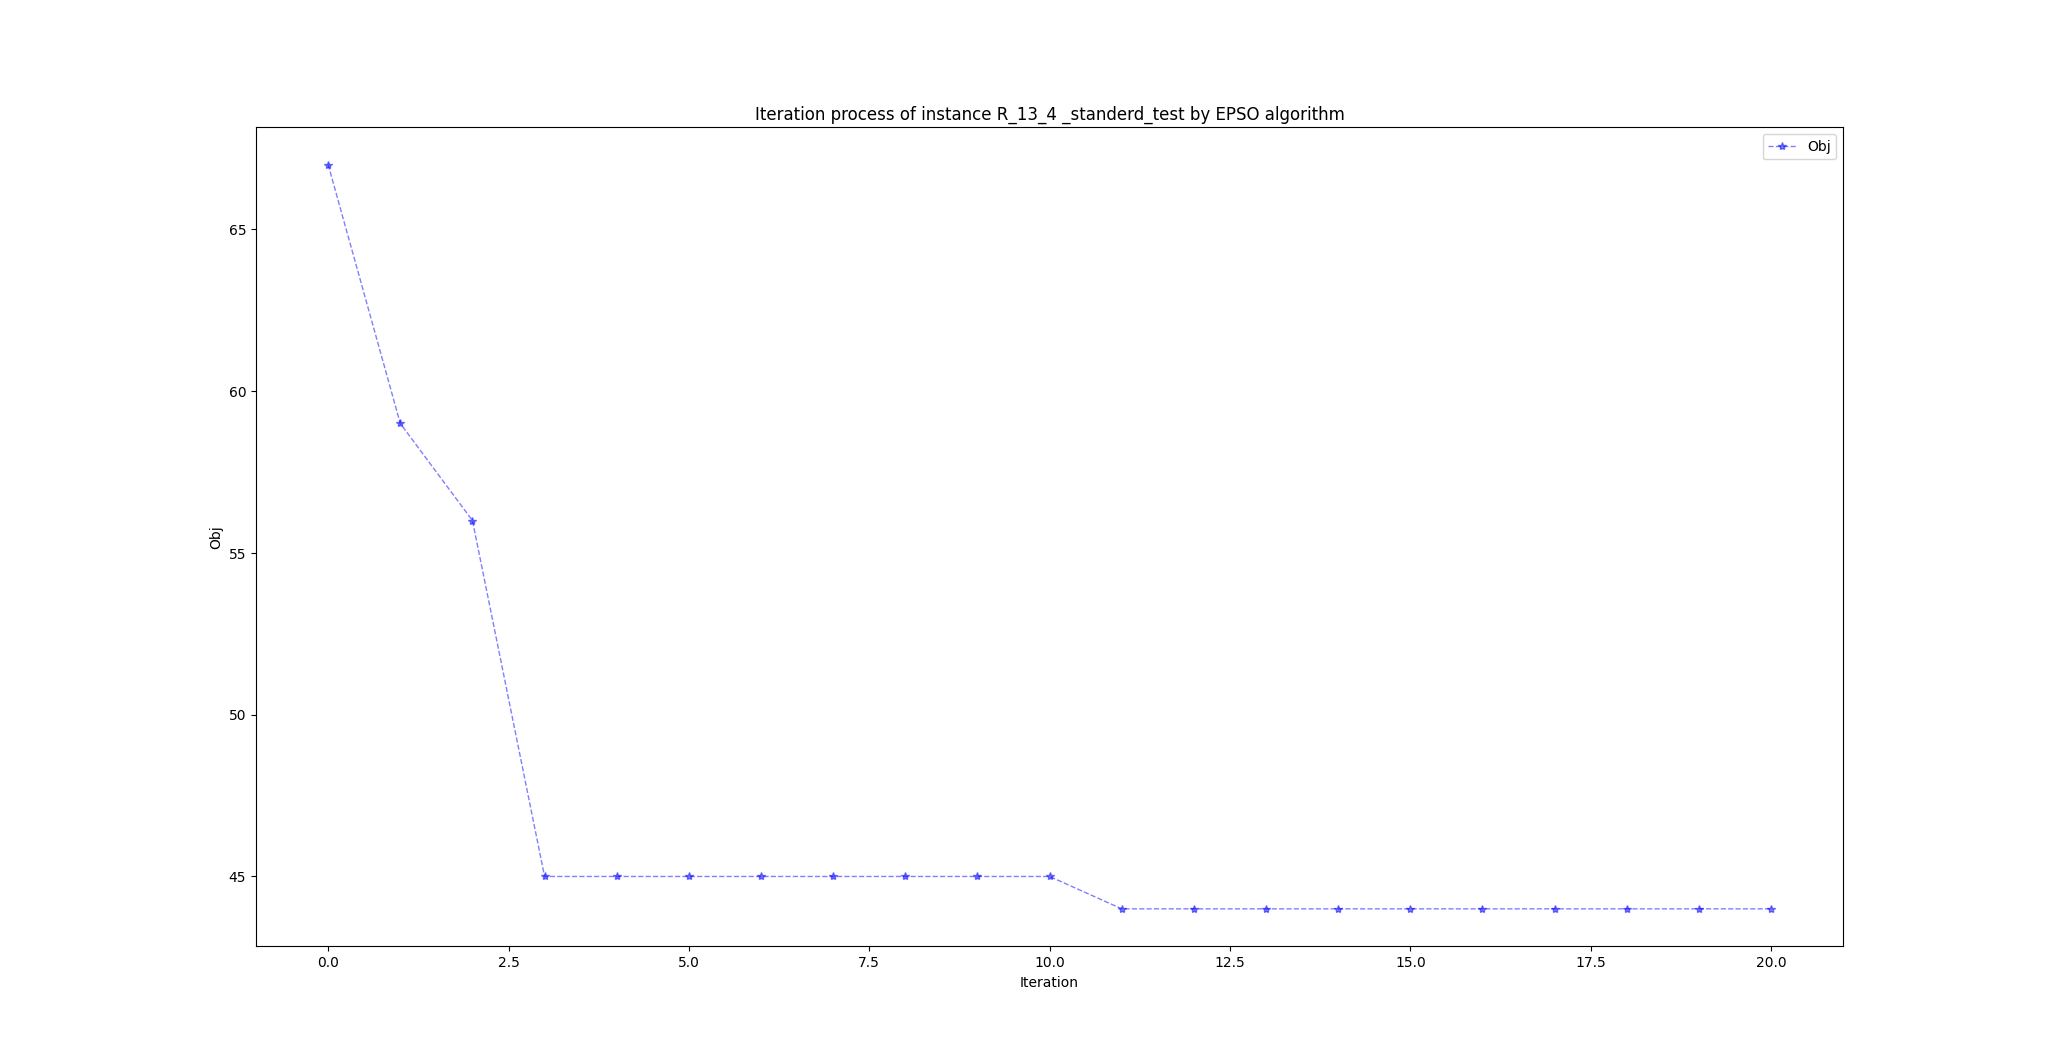 Iteration process of instance R_13_4 _standerd_test by EPSO algorithm
Obj
65
60
55
50
45
Obj
0.0 2.5 5.0 7.5 10.0 12.5 15.0 17.5 20.0
Iteration